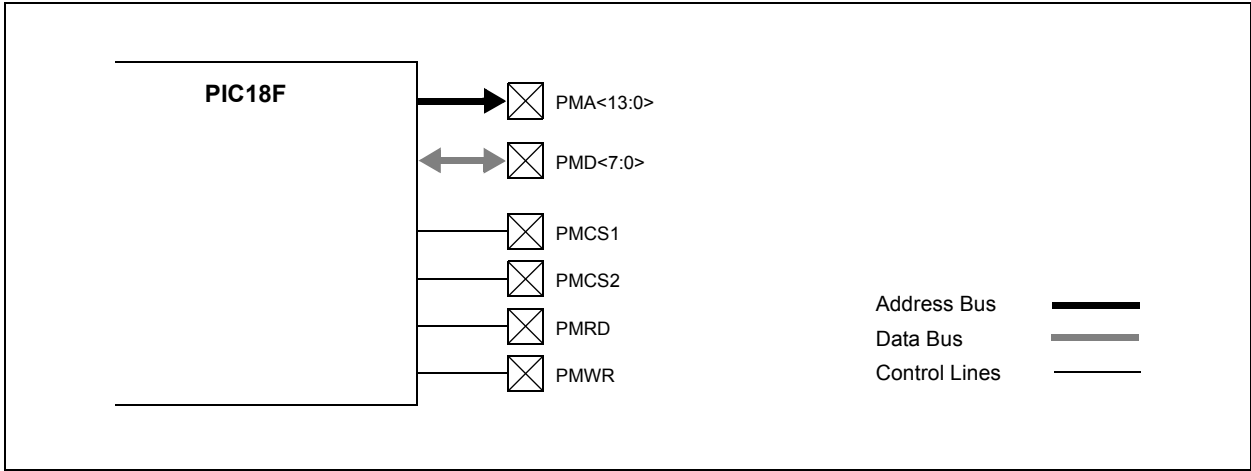 PIC18F
PMA<13:0>
PMD<7:0>
PMCS1
PMCS2
PMRD
PMWR
Address Bus
Data Bus
Control Lines